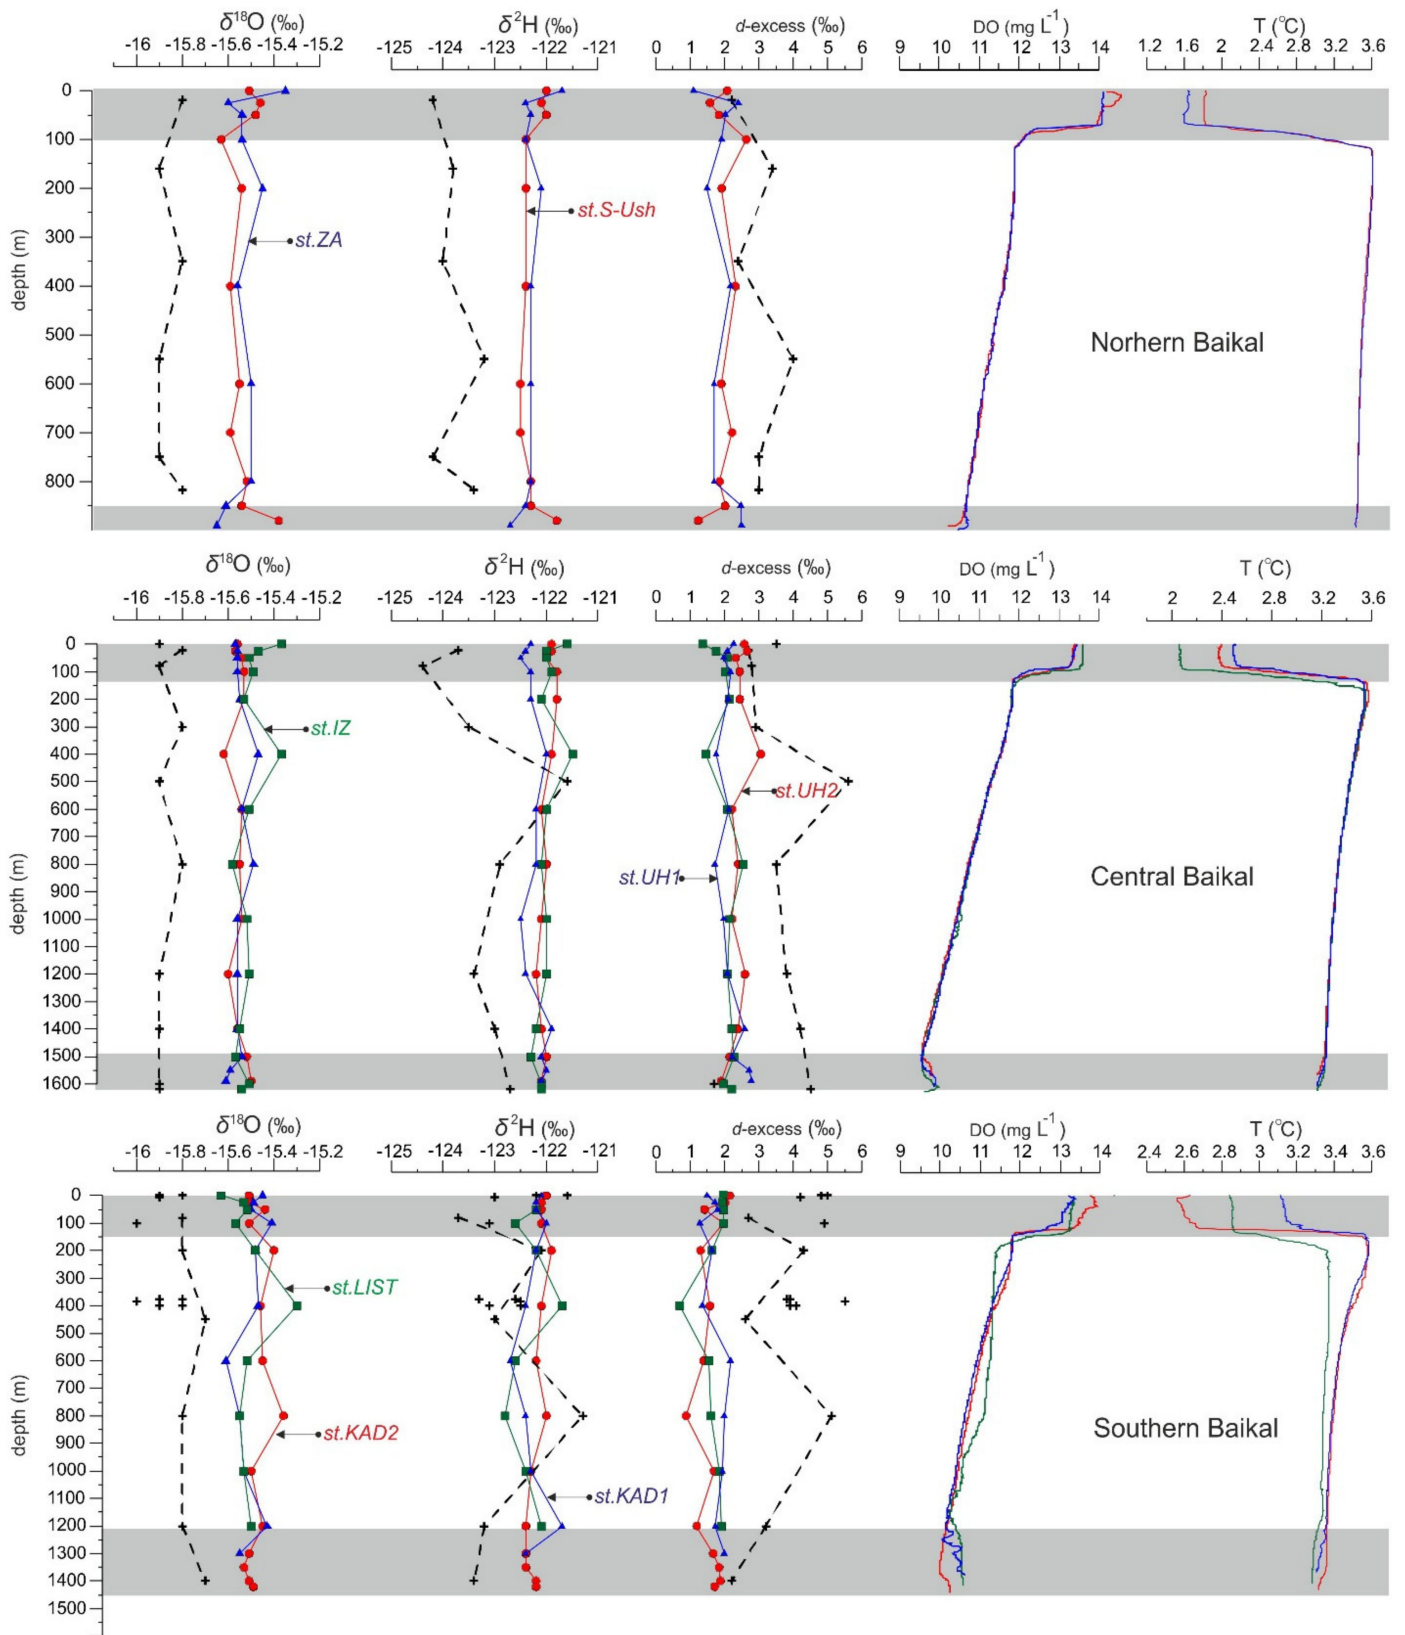 δ18O (‰) δ2H (‰) d-excess (‰) DO (mg L-1) T (°C)
-16 -15.8 -15.6 -15.4 -15.2 -125 -124 -123 -122 -121 0 1 2 3 4 5 6 9 10 11 12 13 14 1.2 1.6 2 2.4 2.8 3.2 3.6
0
100
200
st.S-Ush
300
st.ZA
depth (m)
400
500
Norhern Baikal
600
700
800
δ18O (‰) δ2H (‰) d-excess (‰) DO (mg L-1) T (°C)
-16 -15.8 -15.6 -15.4 -15.2 -125 -124 -123 -122 -121 0 1 2 3 4 5 6 9 10 11 12 13 14 2 2.4 2.8 3.2 3.6
0
100
200
300
st.IZ
400
500
st.UH2
600
700
800
st.UH1
Central Baikal
depth (m)
900
1000
1100
1200
1300
1400
1500
1600
δ18O (‰) δ2H (‰) d-excess (‰) DO (mg L-1) T (°C)
-16 -15.8 -15.6 -15.4 -15.2 -125 -124 -123 -122 -121 0 1 2 3 4 5 6 9 10 11 12 13 14 2.4 2.6 2.8 3 3.2 3.4 3.6
0
100
200
300
st.LIST
400
500
600
700
800
st.KAD2
Southern Baikal
depth (m)
900
1000
1100
st.KAD1
1200
1300
1400
1500